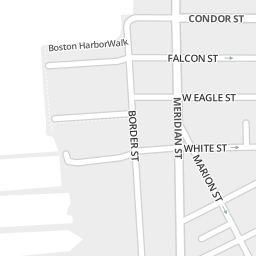 CONDOR ST
Boston HarborWalk
FALCON ST
W EAGLE ST
BORDER ST
MERIDIAN ST
WHITE ST
MARION ST